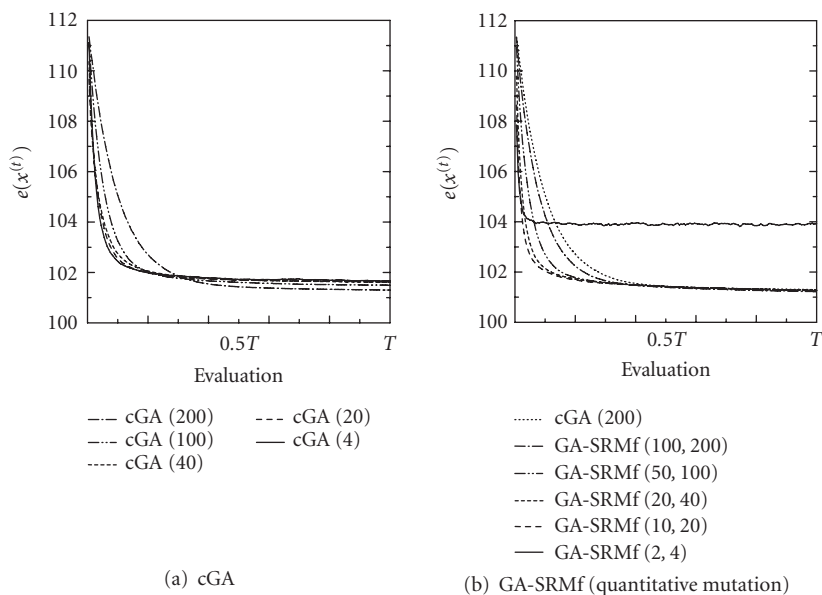 112
110
108
106
104
102
100
e(x^(t))
0.5T
T
Evaluation
cGA (200)
cGA (100)
cGA (40)
cGA (20)
cGA (4)
(a) cGA
112
110
108
106
104
102
100
e(x^(t))
0.5T
T
Evaluation
cGA (200)
GA-SRMf (100, 200)
GA-SRMf (50, 100)
GA-SRMf (20, 40)
GA-SRMf (10, 20)
GA-SRMf (2, 4)
(b) GA-SRMf (quantitative mutation)